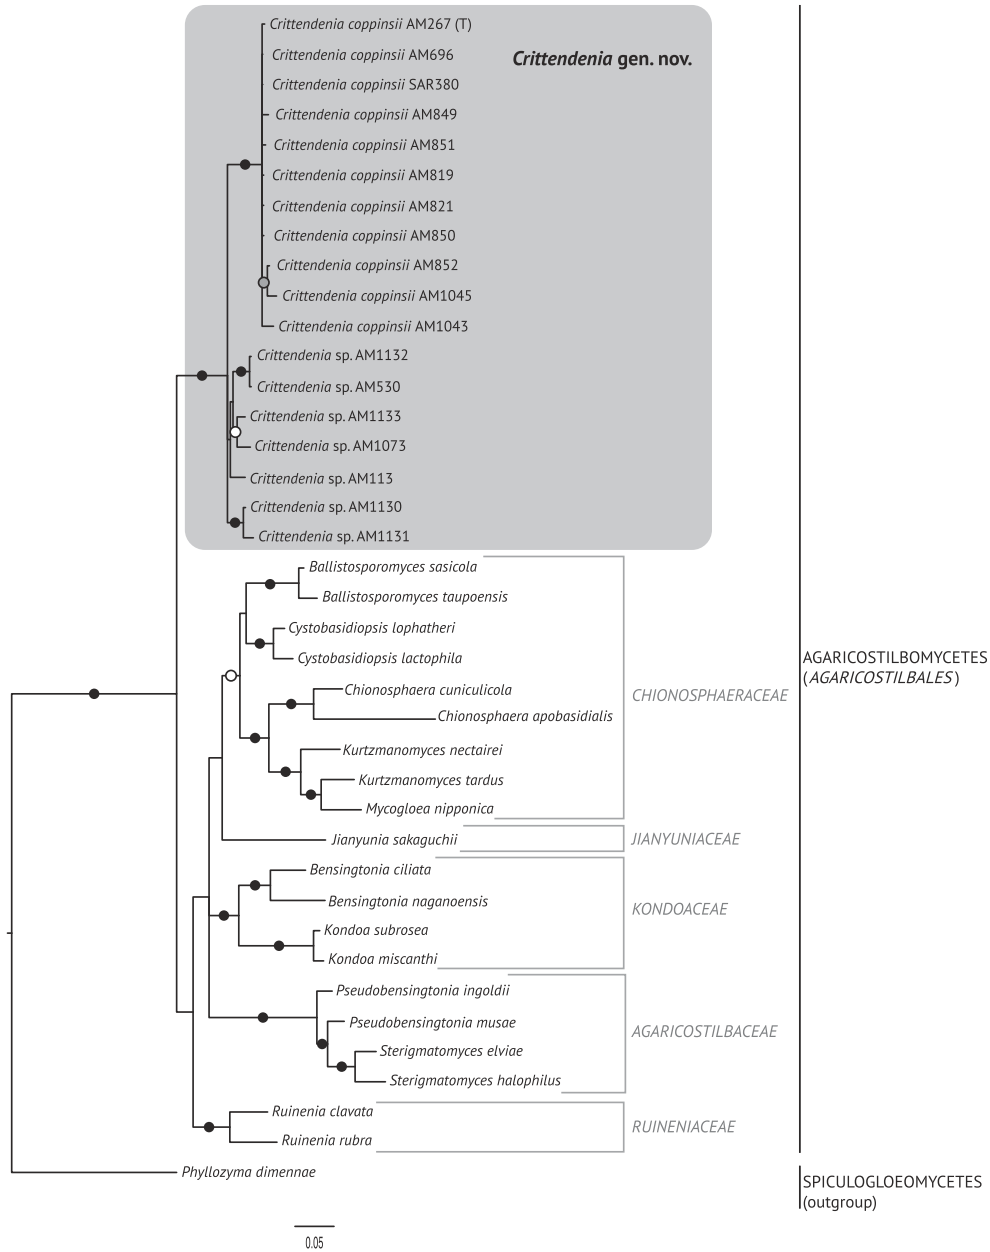 Crittendenia coppinsii AM267 (T)
Crittendenia coppinsii AM696
Crittendenia gen. nov.
Crittendenia coppinsii SAR380
Crittendenia coppinsii AM849
Crittendenia coppinsii AM851
Crittendenia coppinsii AM819
Crittendenia coppinsii AM821
Crittendenia coppinsii AM850
Crittendenia coppinsii AM852
Crittendenia coppinsii AM1045
Crittendenia coppinsii AM1043
Crittendenia sp. AM1132
Crittendenia sp. AM530
Crittendenia sp. AM1133
Crittendenia sp. AM1073
Crittendenia sp. AM113
Crittendenia sp. AM1130
Crittendenia sp. AM1131
Ballistosporomyces sasicola
Ballistosporomyces taupoensis
Cystobasidiopsis lophatheri
Cystobasidiopsis lactophila
Chionosphaera cuniculicola
Chionosphaera apobasidialis
Kurtzmanomyces nectairei
Kurtzmanomyces tardus
Mycogloea nipponica
CHIONOSPHAERACEAE
AGARICOSTILBOMYCETES
(AGARICOSTILBALES)
Jianyunia sakaguchii
JIANYUNIACEAE
Bensingtonia ciliata
Bensingtonia naganoensis
Kondoa subrosea
Kondoa miscanthi
KONDOACEAE
Pseudobensingtonia ingoldii
Pseudobensingtonia musae
Sterigmatomyces elviae
Sterigmatomyces halophilus
AGARICOSTILBACEAE
Ruinenia clavata
Ruinenia rubra
RUINENIACEAE
Phyllozyma dimennae
SPICULOGLOEOMYCETES
(outgroup)
0.05